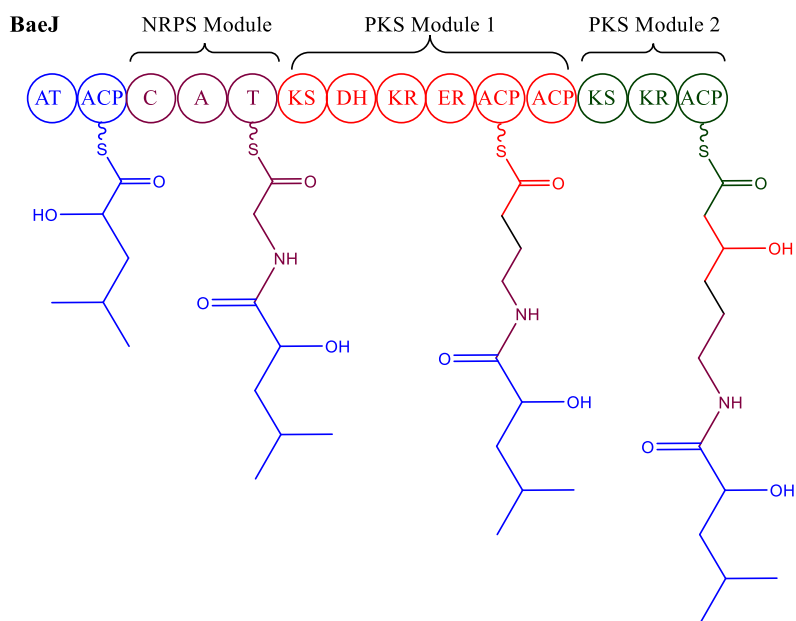 BaeJ NRPS Module PKS Module 1 PKS Module 2
AT ACP C A T KS DH KR ER ACP ACP KS KR ACP
S S S S
O O O O
HO
NH OH
O NH
OH O OH
NH
O
OH